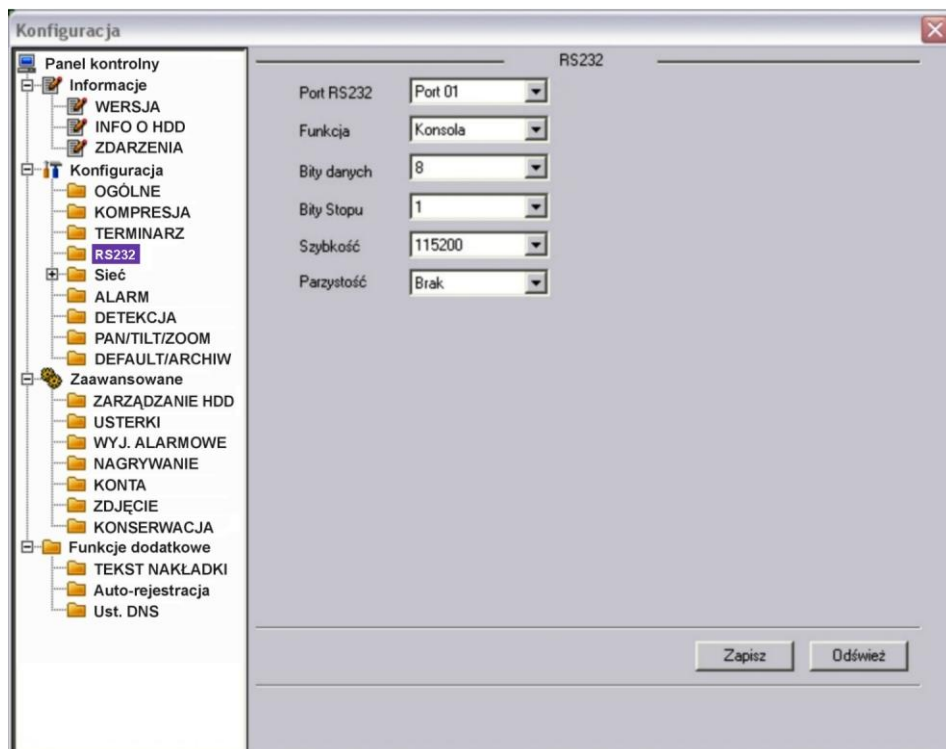 Konfiguracja
Panel kontrolny
Informacje
WERSJA
INFO O HDD
ZDARZENIA
Konfiguracja
OGÓLNE
KOMPRESJA
TERMINARZ
RS232
Sieć
ALARM
DETEKCJA
PAN/TILT/ZOOM
DEFAULT/ARCHIW
Zaawansowane
ZARZĄDZANIE HDD
USTERKI
WYJ. ALARMOWE
NAGRYWANIE
KONTA
ZDJĘCIE
KONSERWACJA
Funkcje dodatkowe
TEKST NAKŁADKI
Auto-rejestracja
Ust. DNS
RS232
Port RS232 Port 01
Funkcja Konsola
Bity danych 8
Bity Stopu 1
Szybkość 115200
Parzystość Brak
Zapisz Odśwież